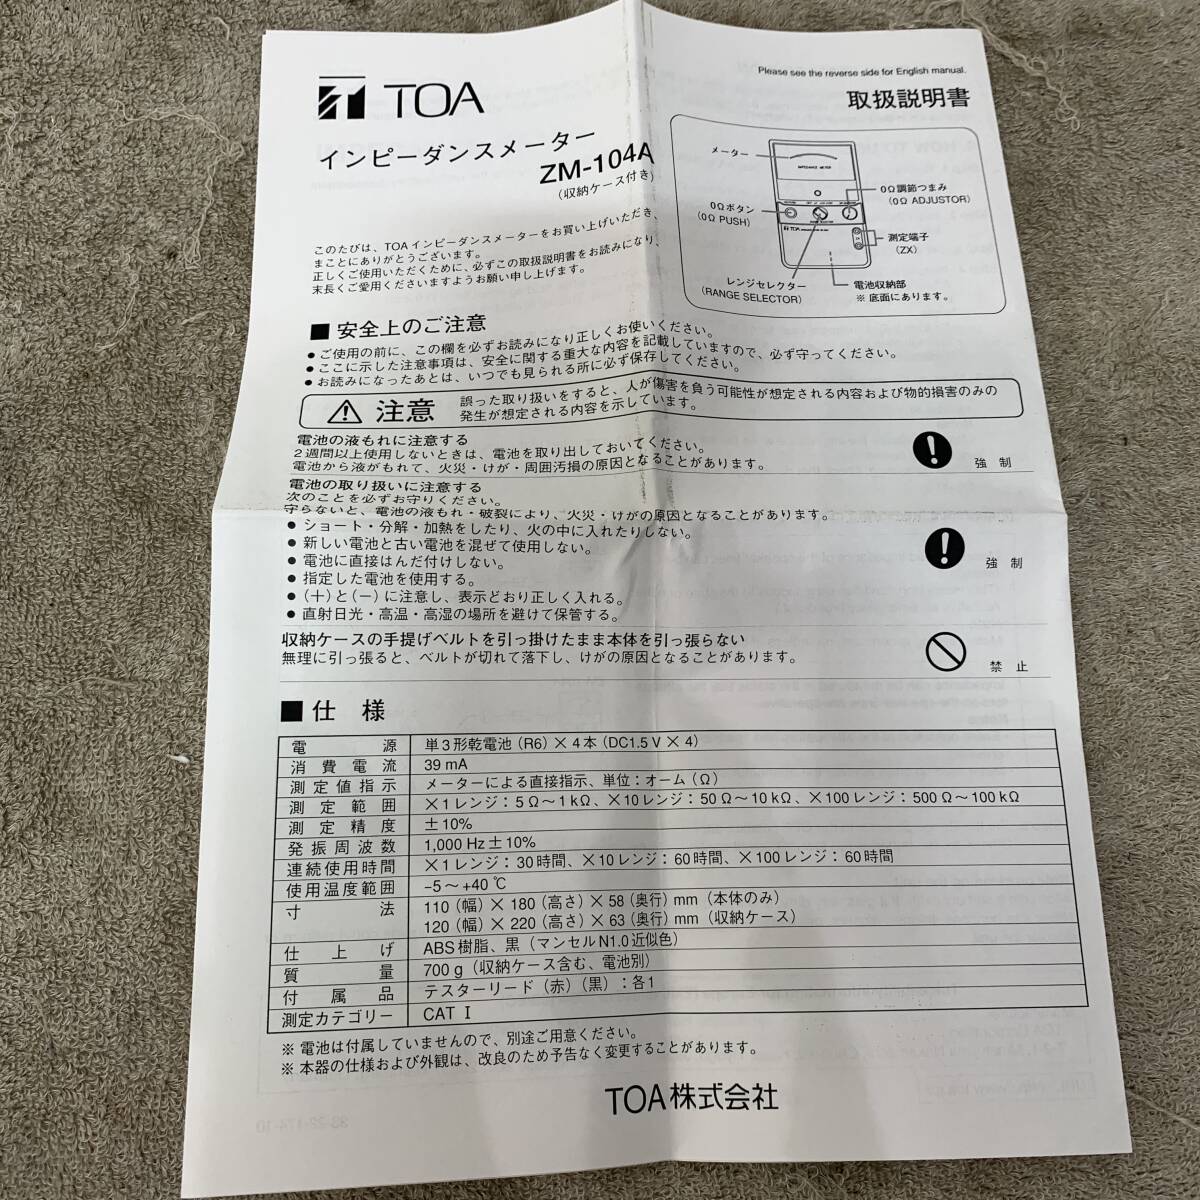 Please see the reverse side for English manual.
TOA
取扱説明書
インピーダンスメーター
ZM-104A
(収納ケース付き)
メーター
IMPEDANCE METER
0Ω調節つまみ
(0Ω ADJUSTOR)
0Ωボタン
(0Ω PUSH)
TOA
測定端子
(ZX)
レンジセレクター
(RANGE SELECTOR)
電池収納部
※ 底面にあります。
このたびは、TOAインピーダンスメーターをお買い上げいただき、
まことにありがとうございます。
正しくご使用いただくために、必ずこの取扱説明書をお読みになり、
末長くご愛用くださいますようお願い申し上げます。
■ 安全上のご注意
● ご使用の前に、この欄を必ずお読みになり正しくお使いください。
● ここに示した注意事項は、安全に関する重大な内容を記載していますので、必ず守ってください。
● お読みになったあとは、いつでも見られる所に必ず保存してください。
注意
誤った取り扱いをすると、人が傷害を負う可能性が想定される内容および物的損害のみの
発生が想定される内容を示しています。
電池の液もれに注意する
2週間以上使用しないときは、電池を取り出しておいてください。
電池から液がもれて、火災・けが・周囲汚損の原因となることがあります。
強 制
電池の取り扱いに注意する
次のことを必ずお守りください。
守らないと、電池の液もれ・破裂により、火災・けがの原因となることがあります。
● ショート・分解・加熱をしたり、火の中に入れたりしない。
● 新しい電池と古い電池を混ぜて使用しない。
● 電池に直接はんだ付けしない。
● 指定した電池を使用する。
● (+)と(−)に注意し、表示どおり正しく入れる。
● 直射日光・高温・高湿の場所を避けて保管する。
強 制
収納ケースの手提げベルトを引っ掛けたまま本体を引っ張らない
無理に引っ張ると、ベルトが切れて落下し、けがの原因となることがあります。
禁 止
■ 仕 様
電 源 単3形乾電池 (R6) × 4本 (DC1.5 V × 4)
消 費 電 流 39 mA
測 定 値 指 示 メーターによる直接指示、単位：オーム (Ω)
測 定 範 囲 ×1レンジ：5 Ω～1 kΩ、×10レンジ：50 Ω～10 kΩ、×100レンジ：500 Ω～100 kΩ
測 定 精 度 ±10%
発 振 周 波 数 1,000 Hz ± 10%
連続使用時間 ×1レンジ：30時間、×10レンジ：60時間、×100レンジ：60時間
使用温度範囲 −5～+40 ℃
寸 法 110 (幅) × 180 (高さ) × 58 (奥行) mm (本体のみ)
120 (幅) × 220 (高さ) × 63 (奥行) mm (収納ケース)
仕 上 げ ABS樹脂、黒 (マンセルN1.0近似色)
質 量 700 g (収納ケース含む、電池別)
付 属 品 テスターリード (赤) (黒)：各1
測定カテゴリー CAT Ⅰ
※ 電池は付属していませんので、別途ご用意ください。
※ 本器の仕様および外観は、改良のため予告なく変更することがあります。
TOA株式会社